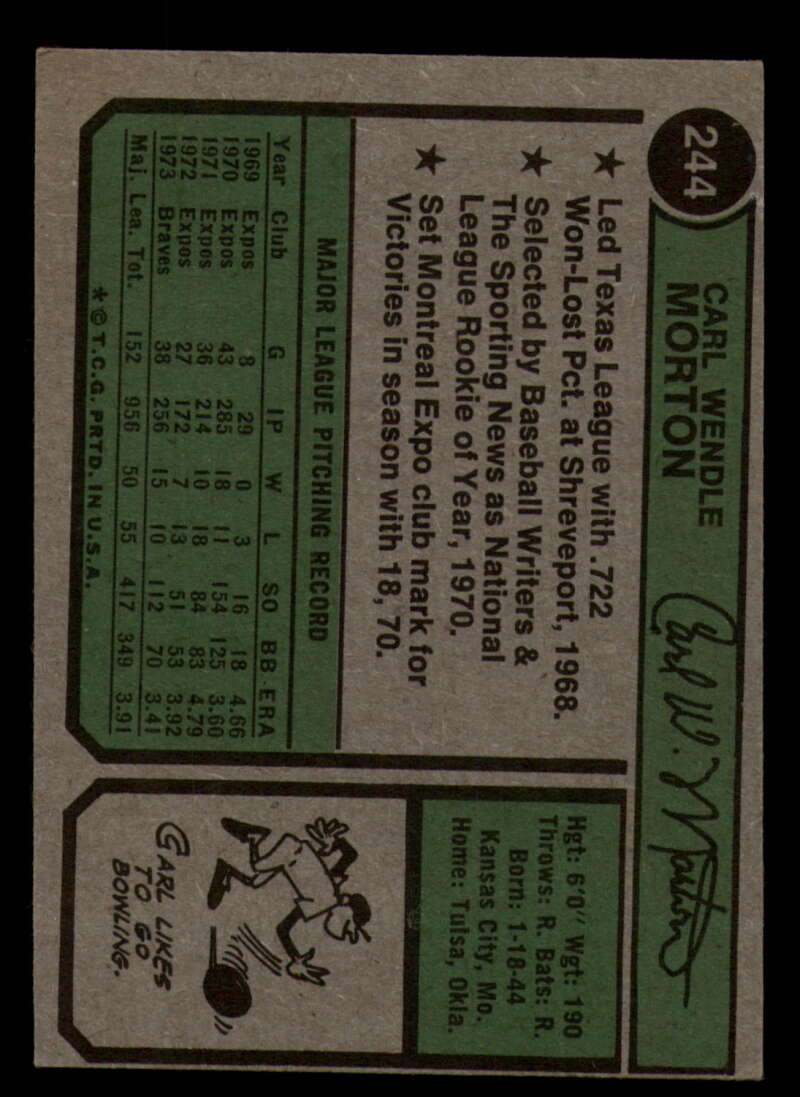 244
CARL WENDLE
MORTON
Carl W. Morton
★ Led Texas League with .722
Won-Lost Pct. at Shreveport, 1968.
★ Selected by Baseball Writers &
The Sporting News as National
League Rookie of Year, 1970.
★ Set Montreal Expo club mark for
Victories in season with 18, 70.
MAJOR LEAGUE PITCHING RECORD
Year Club G IP W L SO BB ERA
1969 Expos 8 29 0 3 16 18 4.66
1970 Expos 43 285 18 11 154 125 3.60
1971 Expos 36 214 10 18 84 83 4.79
1972 Expos 27 172 7 13 51 53 3.92
1973 Braves 38 256 15 10 112 70 3.41
Maj. Lea. Tot. 152 956 50 55 417 349 3.91
* © T.C.G. PRTD. IN U.S.A.
Hgt: 6'0" Wgt: 190
Throws: R. Bats: R.
Born: 1-18-44
Kansas City, Mo.
Home: Tulsa, Okla.
CARL LIKES
TO GO
BOWLING.